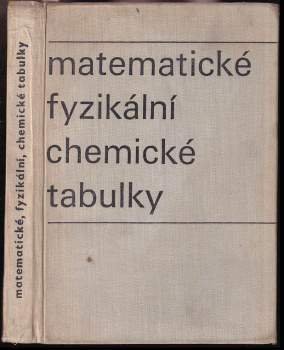 matematické, fyzikální, chemické tabulky
matematické
fyzikální
chemické
tabulky